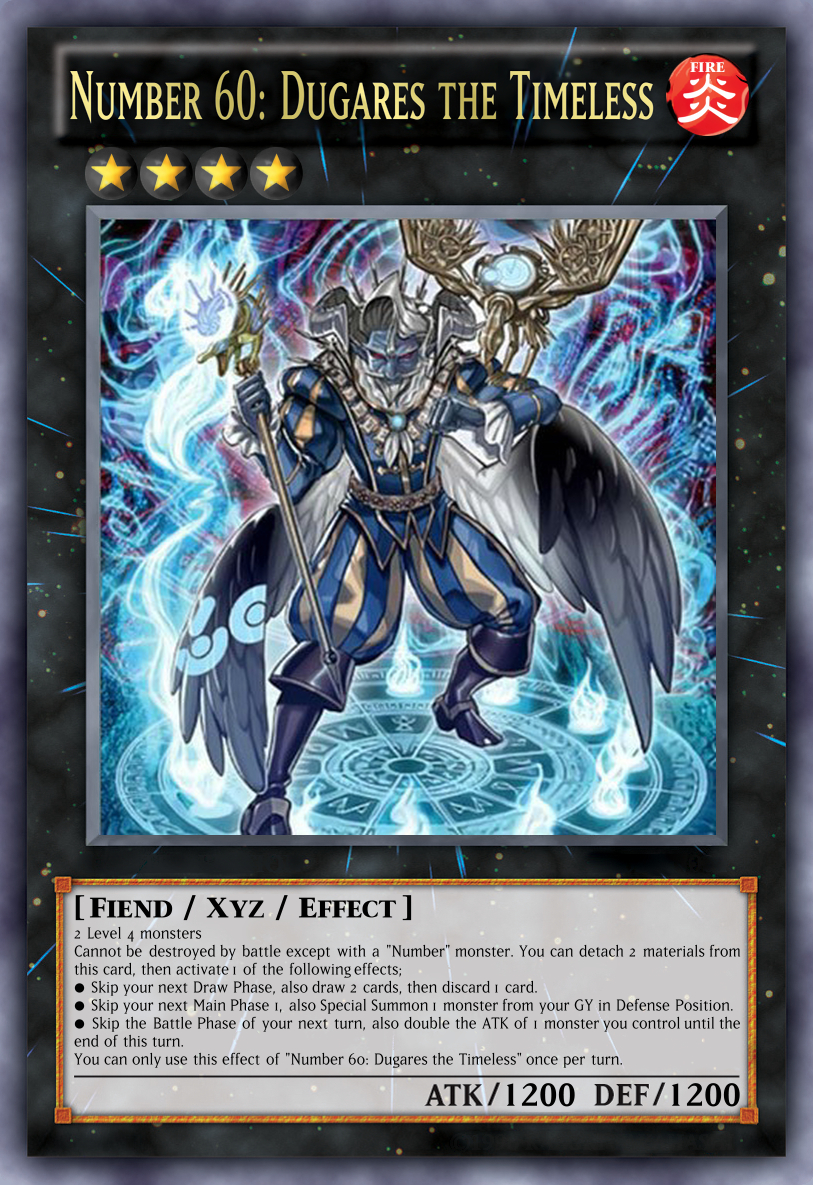 Number 60: Dugares the Timeless
FIRE
炎
[ Fiend / Xyz / Effect ]
2 Level 4 monsters
Cannot be destroyed by battle except with a "Number" monster. You can detach 2 materials from
this card, then activate 1 of the following effects;
● Skip your next Draw Phase, also draw 2 cards, then discard 1 card.
● Skip your next Main Phase 1, also Special Summon 1 monster from your GY in Defense Position.
● Skip the Battle Phase of your next turn, also double the ATK of 1 monster you control until the
end of this turn.
You can only use this effect of "Number 60: Dugares the Timeless" once per turn.
ATK/1200 DEF/1200